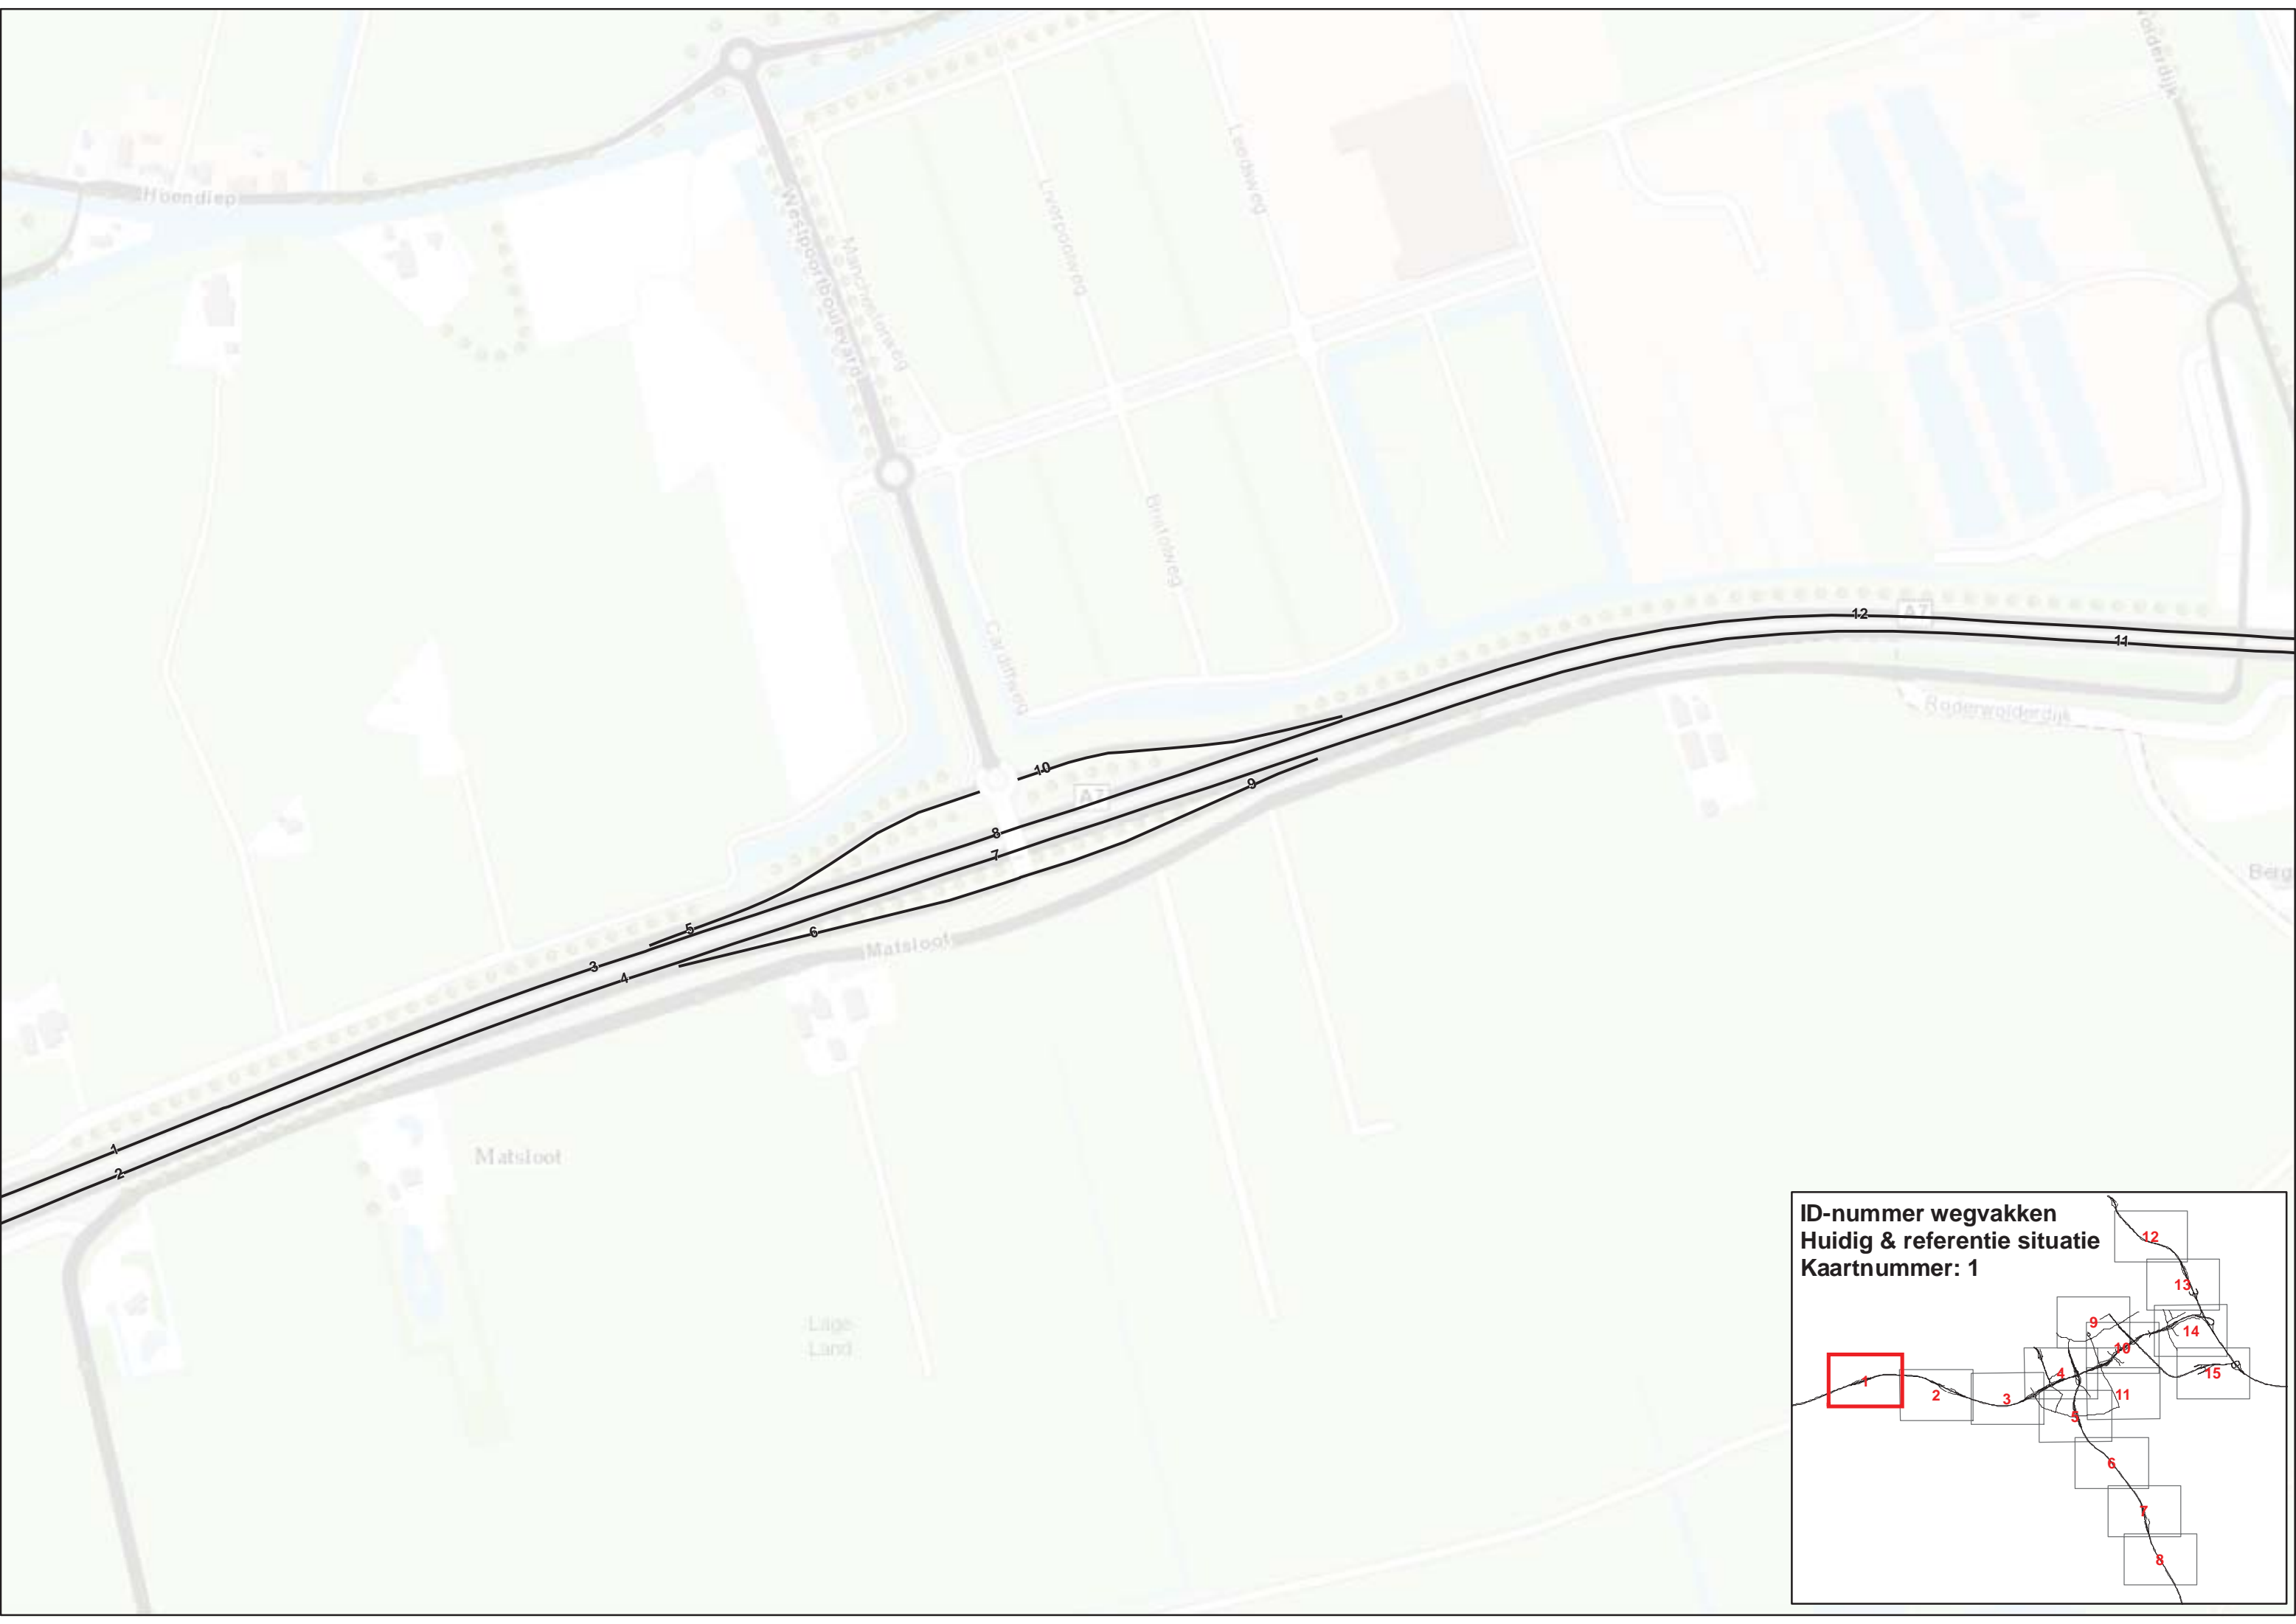 Hoendiep
Westpoortboulevard
Manchesterweg
Liverpoolweg
Leedsweg
Bristolweg
Cardiffweg
A7
A7
Roderwolderdijk
Matsloot
Matsloot
Lage
Land
1
2
3
4
5
6
7
8
9
10
11
12
ID-nummer wegvakken
Huidig & referentie situatie
Kaartnummer: 1
1
2
3
4
5
6
7
8
9
10
11
12
13
14
15